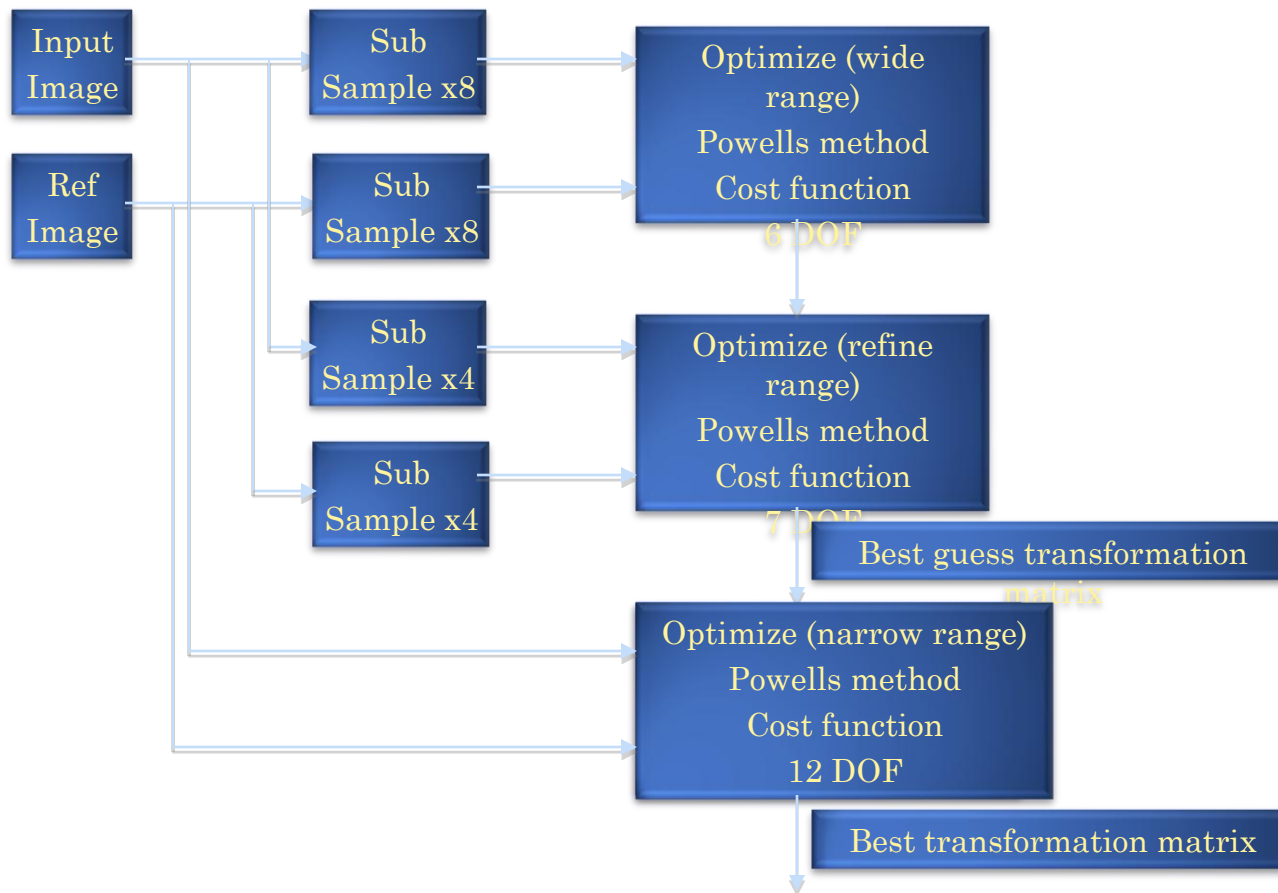 Input
Image
Sub
Sample x8
Optimize (wide
range)
Powells method
Cost function
6 DOF
Ref
Image
Sub
Sample x8
Sub
Sample x4
Optimize (refine
range)
Powells method
Cost function
7 DOF
Sub
Sample x4
Best guess transformation
matrix
Optimize (narrow range)
Powells method
Cost function
12 DOF
Best transformation matrix